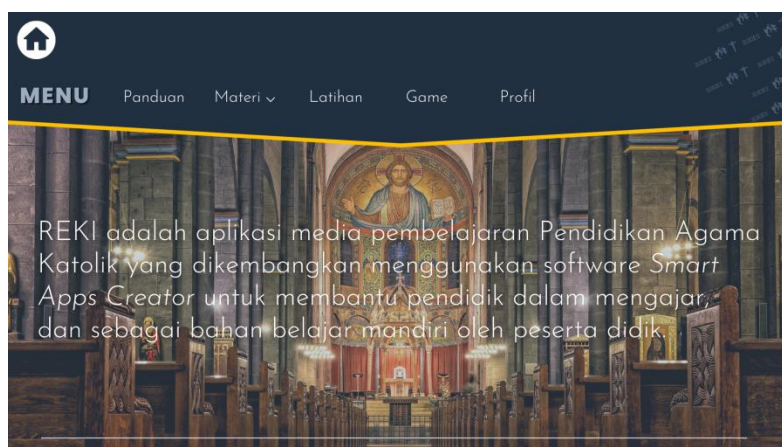 MENU Panduan Materi Latihan Game Profil
REKI adalah aplikasi media pembelajaran Pendidikan Agama
Katolik yang dikembangkan menggunakan software Smart
Apps Creator untuk membantu pendidik dalam mengajar,
dan sebagai bahan belajar mandiri oleh peserta didik.